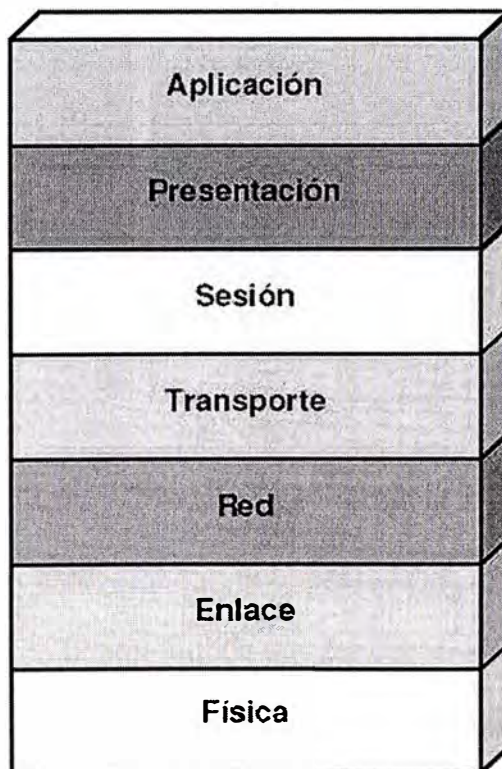 Aplicación
Presentación
Sesión
Transporte
Red
Enlace
Física